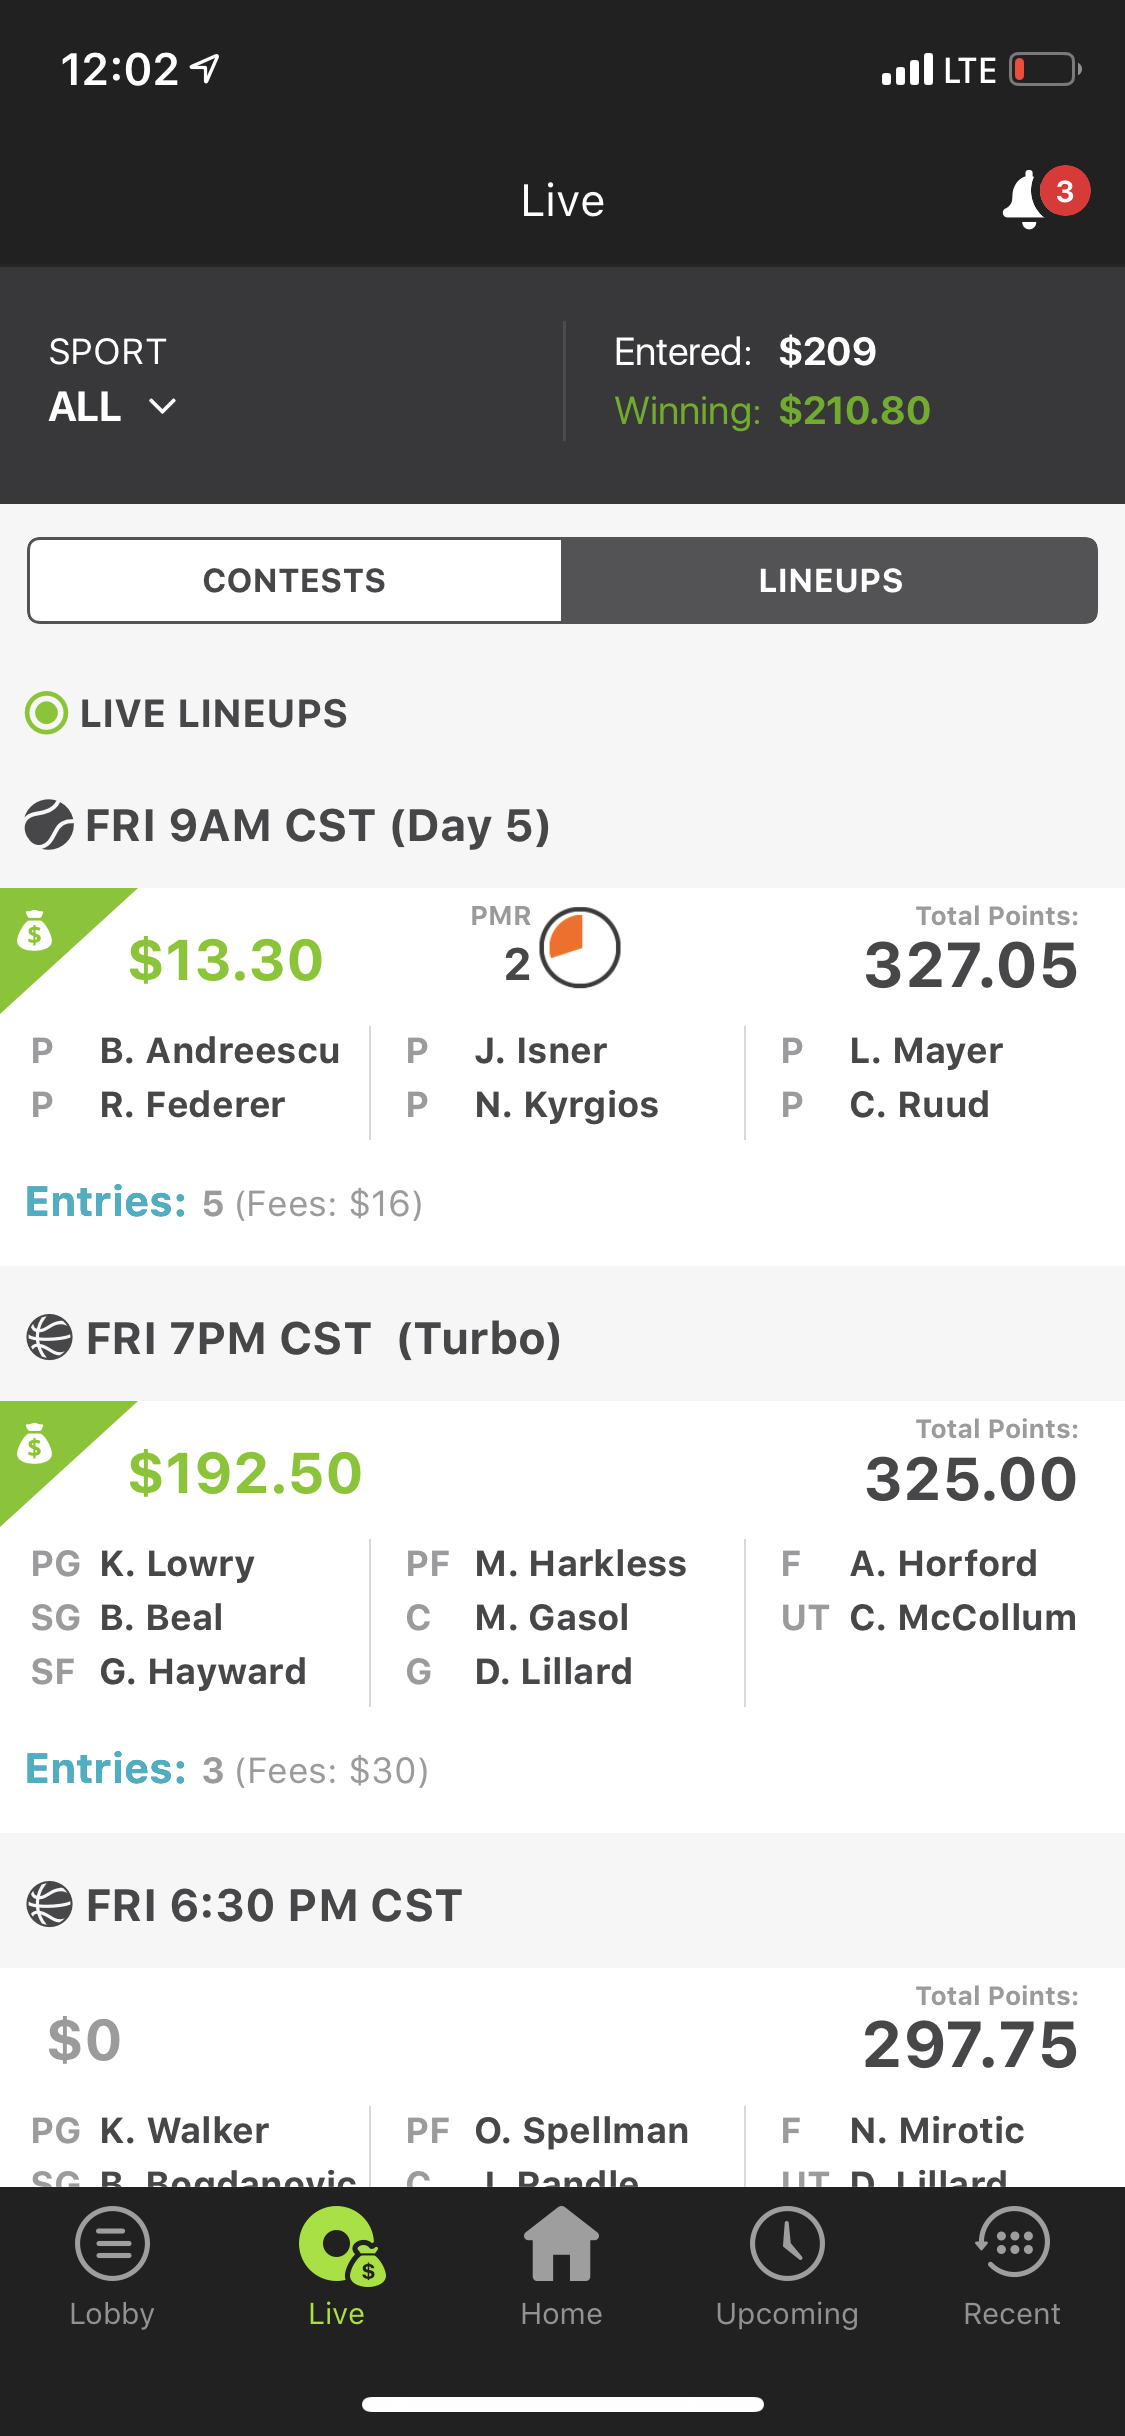 12:02 LTE
Live 3
SPORT
ALL
Entered: $209
Winning: $210.80
CONTESTS LINEUPS
LIVE LINEUPS
FRI 9AM CST (Day 5)
$ $13.30 PMR 2 Total Points: 327.05
P B. Andreescu P J. Isner P L. Mayer
P R. Federer P N. Kyrgios P C. Ruud
Entries: 5 (Fees: $16)
FRI 7PM CST (Turbo)
$ $192.50 Total Points: 325.00
PG K. Lowry PF M. Harkless F A. Horford
SG B. Beal C M. Gasol UT C. McCollum
SF G. Hayward G D. Lillard
Entries: 3 (Fees: $30)
FRI 6:30 PM CST
$0 Total Points: 297.75
PG K. Walker PF O. Spellman F N. Mirotic
SG B. Bogdanovic C J. Randle UT D. Lillard
$
Lobby Live Home Upcoming Recent